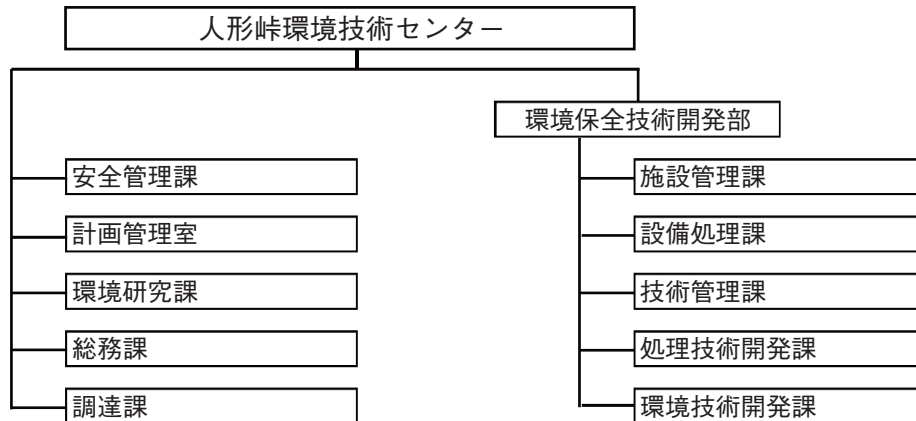 人形峠環境技術センター
環境保全技術開発部
安全管理課
計画管理室
環境研究課
総務課
調達課
施設管理課
設備処理課
技術管理課
処理技術開発課
環境技術開発課